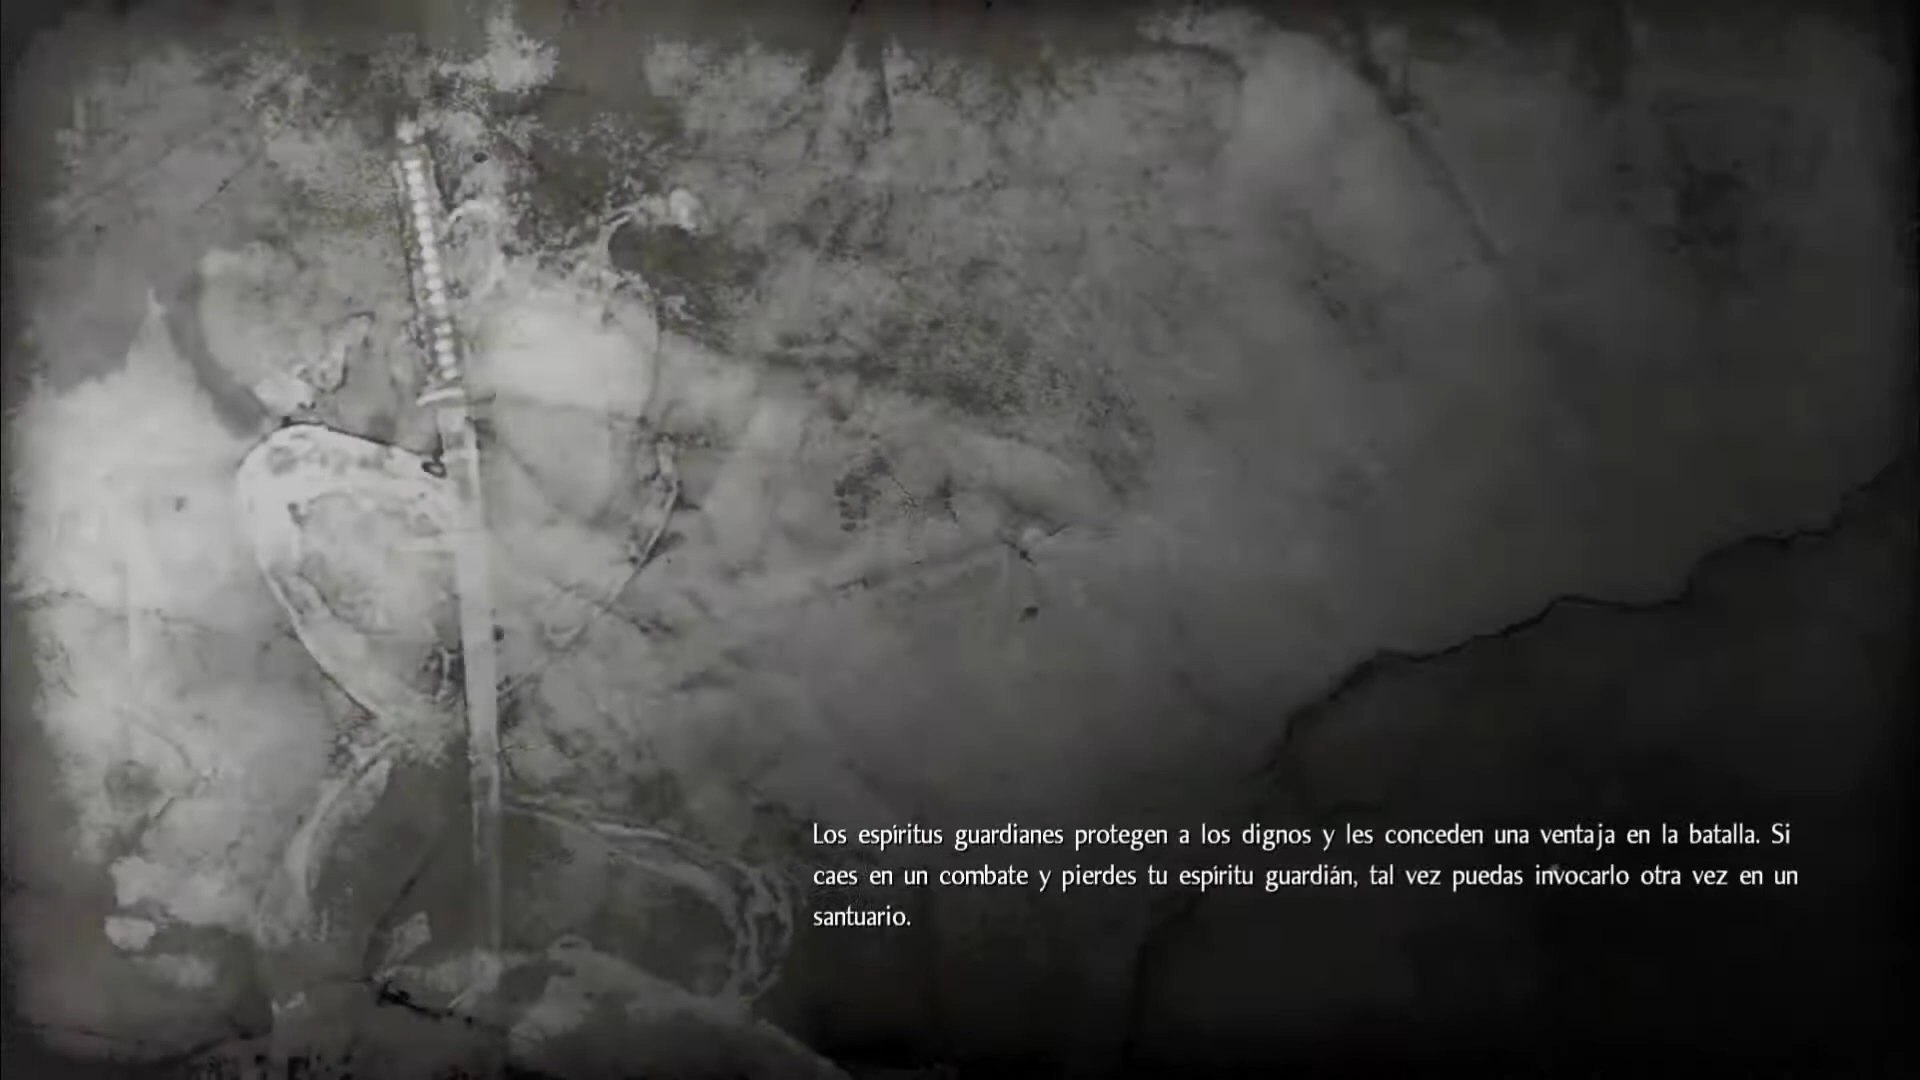 Los espíritus guardianes protegen a los dignos y les conceden una ventaja en la batalla. Si
caes en un combate y pierdes tu espíritu guardián, tal vez puedas invocarlo otra vez en un
santuario.